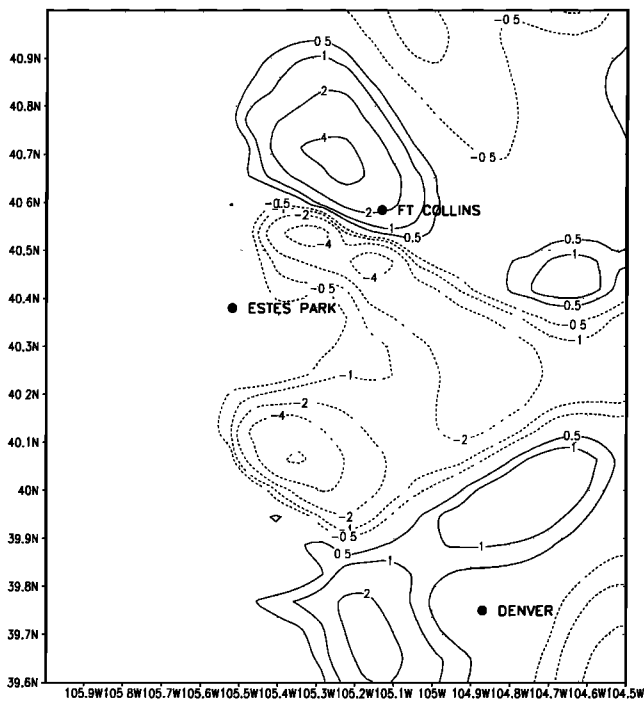 40.9N
40.8N
40.7N
40.6N
40.5N
40.4N
40.3N
40.2N
40.1N
40N
39.9N
39.8N
39.7N
39.6N
0.5
1
2
4
-0.5
-0.5
2
FT COLLINS
1
0.5
-0.5
-1
-2
-4
-4
0.5
1
0.5
-0.5
ESTES PARK
-0.5
-1
-1
-2
-4
-2
0.5
1
-2
-1
-0.5
0.5
1
1
2
DENVER
105.9W 105.8W 105.7W 105.6W 105.5W 105.4W 105.3W 105.2W 105.1W 105W 104.9W 104.8W 104.7W 104.6W 104.5W